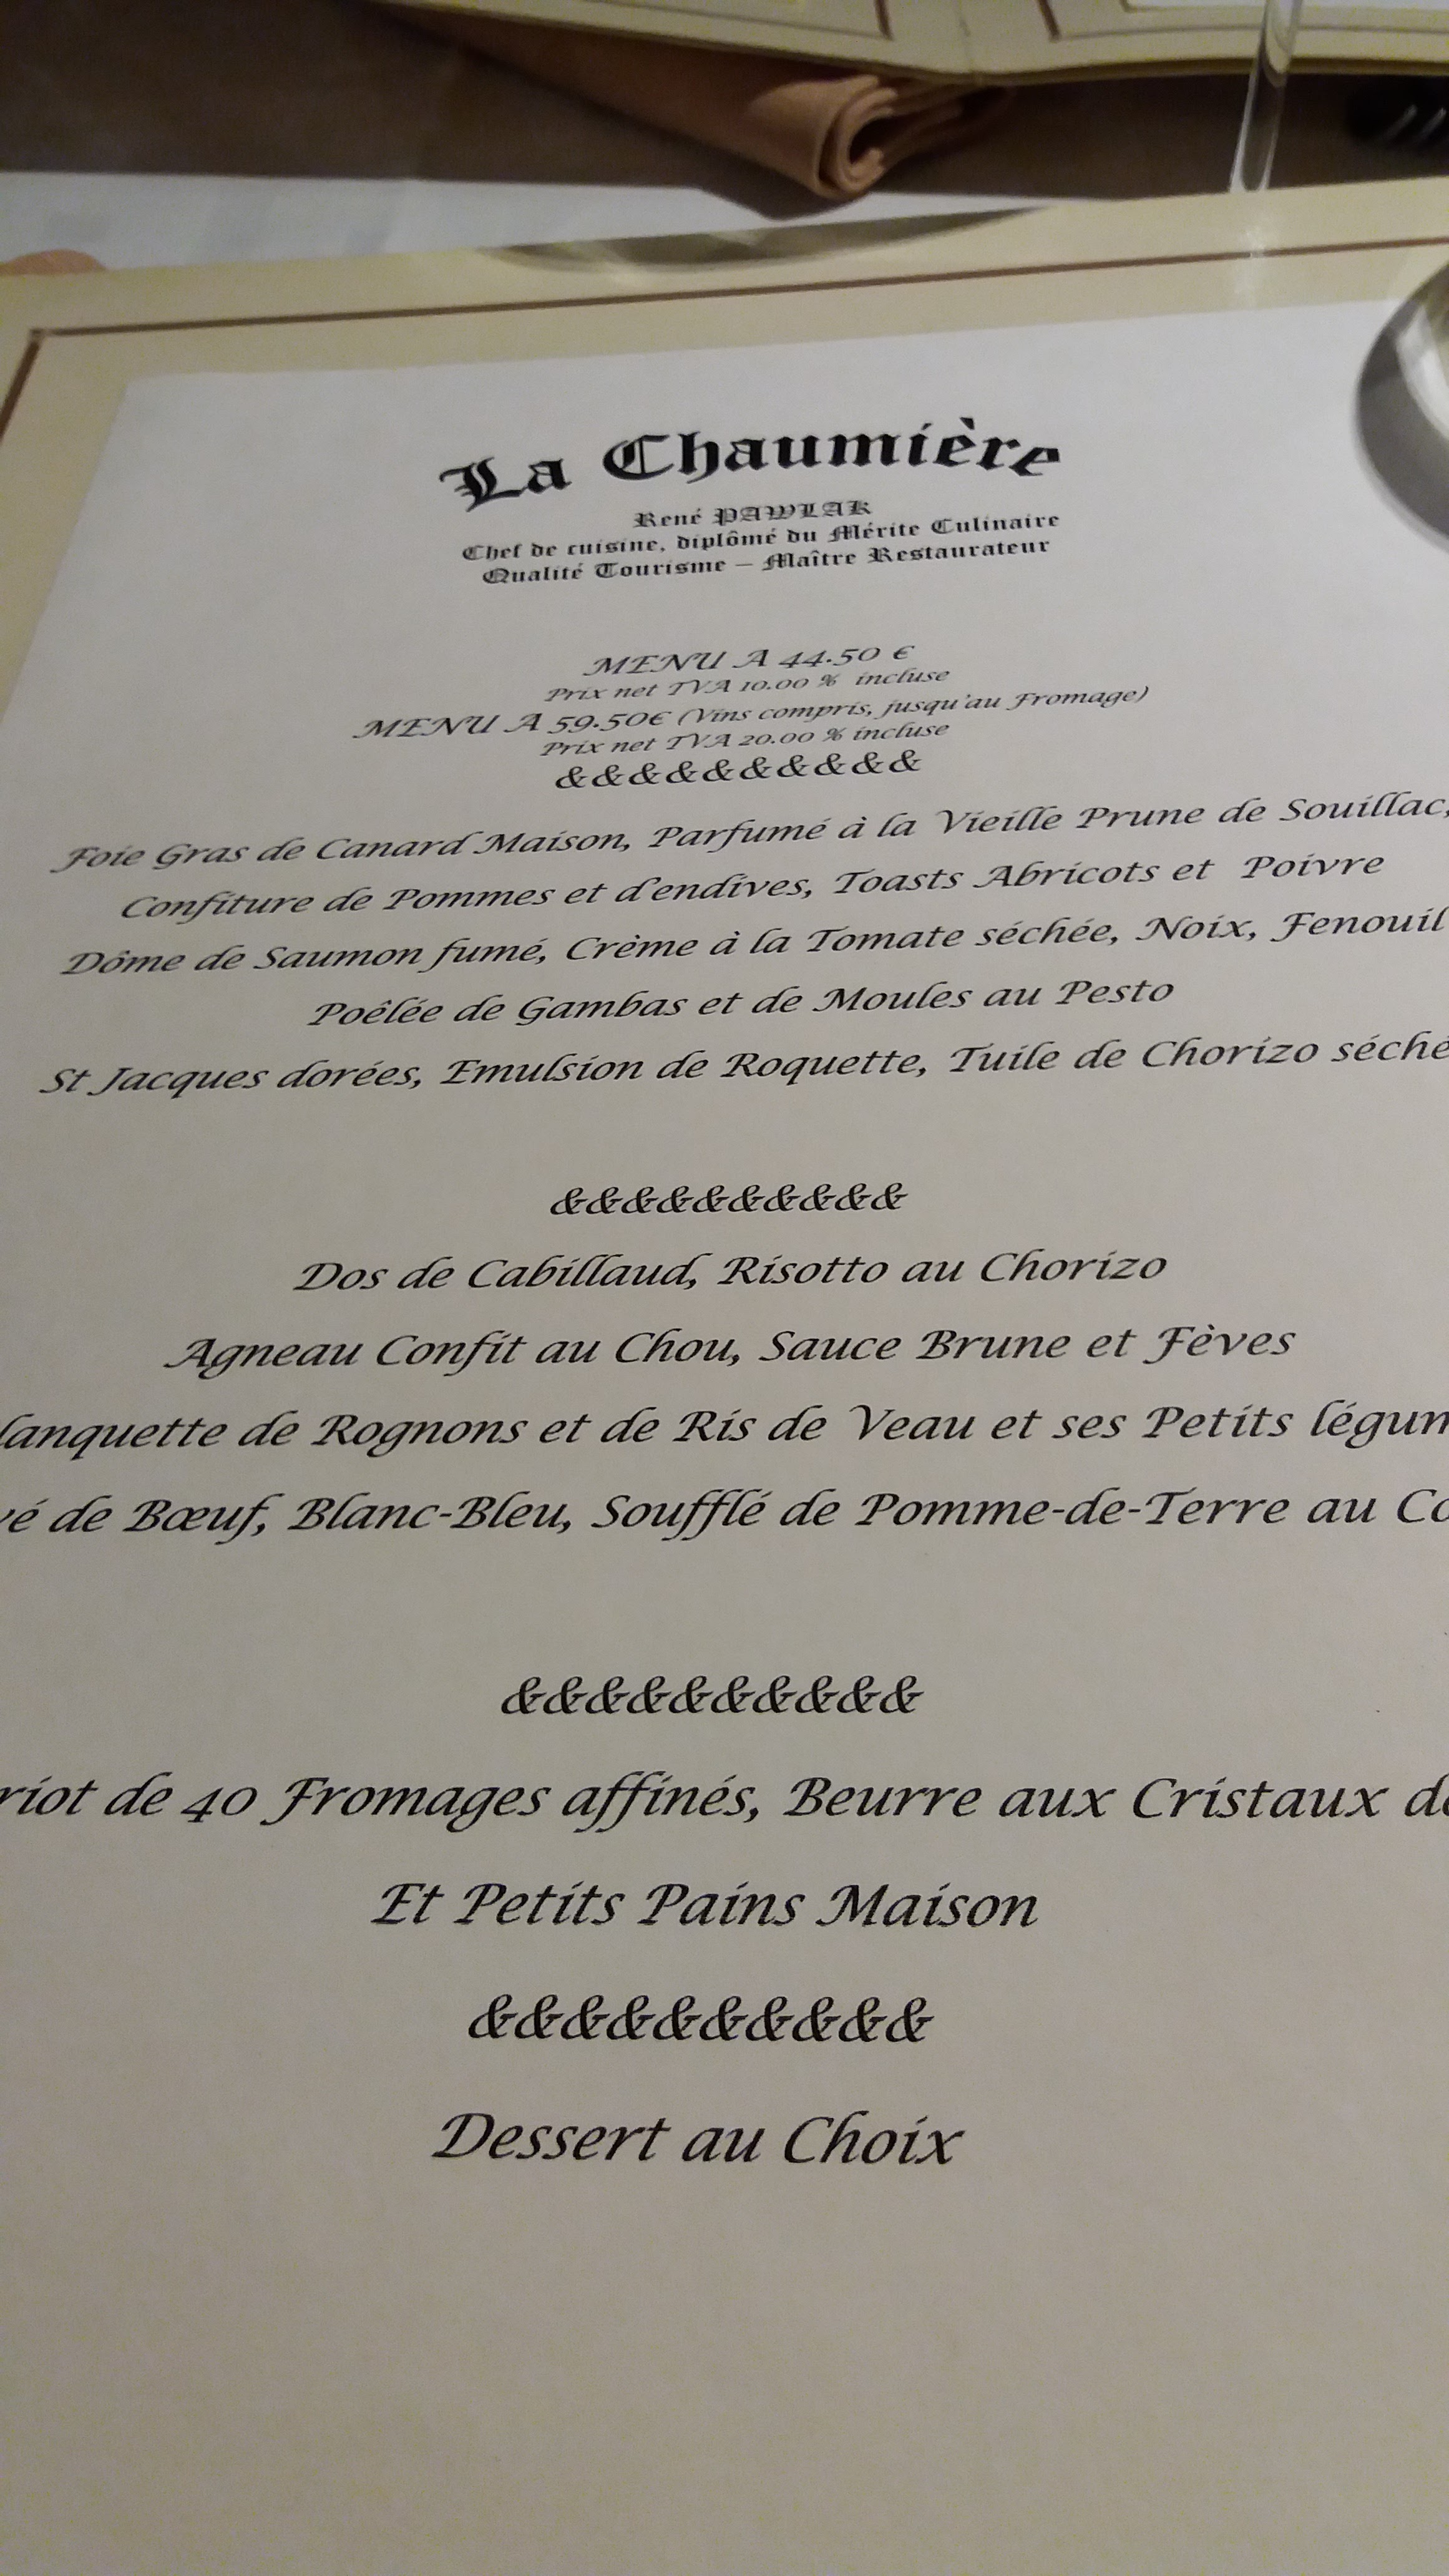 La Chaumière
René PAWLAK
Chef de cuisine, diplômé du Mérite Culinaire
Qualité Tourisme – Maître Restaurateur
MENU A 44.50 €
Prix net TVA 10.00 % incluse
MENU A 59.50€ (Vins compris, jusqu'au Fromage)
Prix net TVA 20.00 % incluse
&&&&&&&&&&
Foie Gras de Canard Maison, Parfumé à la Vieille Prune de Souillac,
Confiture de Pommes et d'endives, Toasts Abricots et Poivre
Dôme de Saumon fumé, Crème à la Tomate séchée, Noix, Fenouil
Poêlée de Gambas et de Moules au Pesto
St Jacques dorées, Emulsion de Roquette, Tuile de Chorizo séché
&&&&&&&&&&
Dos de Cabillaud, Risotto au Chorizo
Agneau Confit au Chou, Sauce Brune et Fèves
lanquette de Rognons et de Ris de Veau et ses Petits légum
vé de Bœuf, Blanc-Bleu, Soufflé de Pomme-de-Terre au Co
&&&&&&&&&&
riot de 40 Fromages affinés, Beurre aux Cristaux de
Et Petits Pains Maison
&&&&&&&&&&
Dessert au Choix